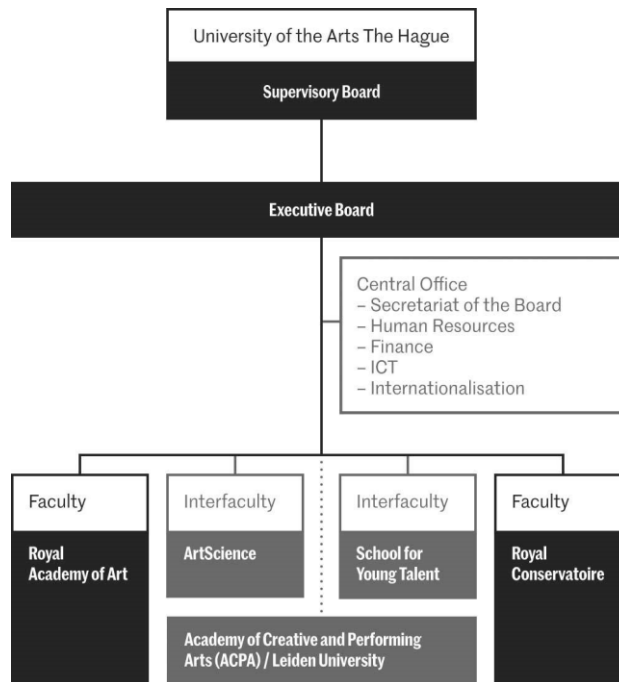 University of the Arts The Hague
Supervisory Board
Executive Board
Central Office
– Secretariat of the Board
– Human Resources
– Finance
– ICT
– Internationalisation
Faculty
Royal
Academy of Art
Interfaculty
ArtScience
Interfaculty
School for
Young Talent
Faculty
Royal
Conservatoire
Academy of Creative and Performing
Arts (ACPA) / Leiden University